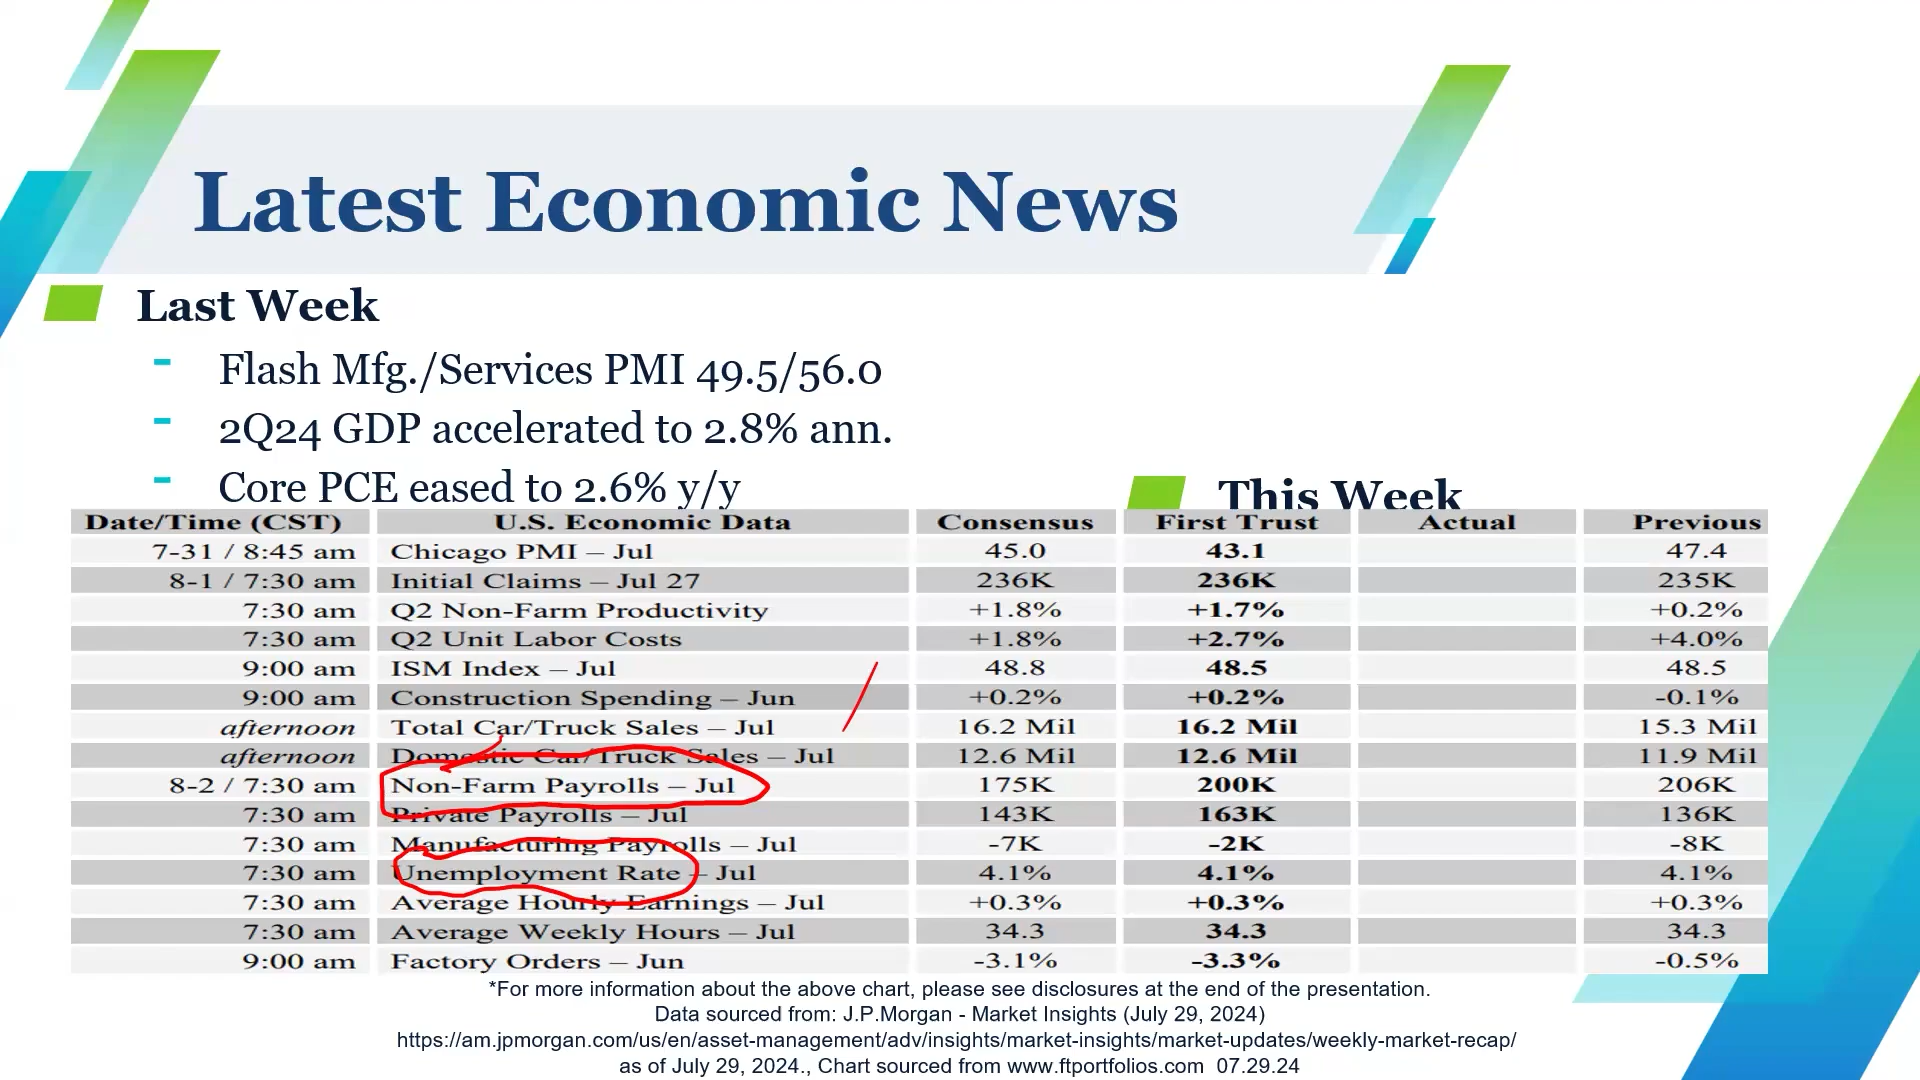 Latest Economic News
Last Week
- Flash Mfg./Services PMI 49.5/56.0
- 2Q24 GDP accelerated to 2.8% ann.
- Core PCE eased to 2.6% y/y
This Week
Date/Time (CST) U.S. Economic Data Consensus First Trust Actual Previous
7-31 / 8:45 am Chicago PMI – Jul 45.0 43.1 47.4
8-1 / 7:30 am Initial Claims – Jul 27 236K 236K 235K
7:30 am Q2 Non-Farm Productivity +1.8% +1.7% +0.2%
7:30 am Q2 Unit Labor Costs +1.8% +2.7% +4.0%
9:00 am ISM Index – Jul 48.8 48.5 48.5
9:00 am Construction Spending – Jun +0.2% +0.2% -0.1%
afternoon Total Car/Truck Sales – Jul 16.2 Mil 16.2 Mil 15.3 Mil
afternoon Domestic Car/Truck Sales – Jul 12.6 Mil 12.6 Mil 11.9 Mil
8-2 / 7:30 am Non-Farm Payrolls – Jul 175K 200K 206K
7:30 am Private Payrolls – Jul 143K 163K 136K
7:30 am Manufacturing Payrolls – Jul -7K -2K -8K
7:30 am Unemployment Rate – Jul 4.1% 4.1% 4.1%
7:30 am Average Hourly Earnings – Jul +0.3% +0.3% +0.3%
7:30 am Average Weekly Hours – Jul 34.3 34.3 34.3
9:00 am Factory Orders – Jun -3.1% -3.3% -0.5%
*For more information about the above chart, please see disclosures at the end of the presentation.
Data sourced from: J.P.Morgan - Market Insights (July 29, 2024)
https://am.jpmorgan.com/us/en/asset-management/adv/insights/market-insights/market-updates/weekly-market-recap/
as of July 29, 2024., Chart sourced from www.ftportfolios.com 07.29.24